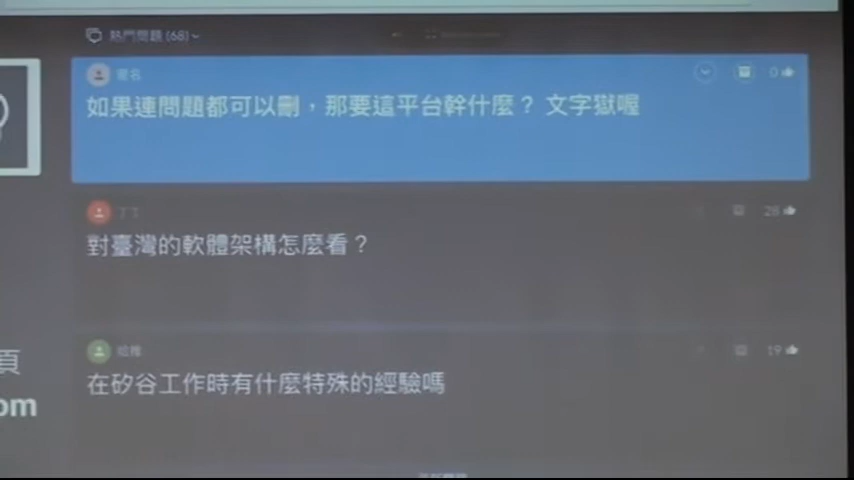 熱門問題 (68)
匿名
0
如果連問題都可以刪，那要這平台幹什麼？ 文字獄喔
丁丁
28
對臺灣的軟體架構怎麼看？
19
在矽谷工作時有什麼特殊的經驗嗎
頁
om